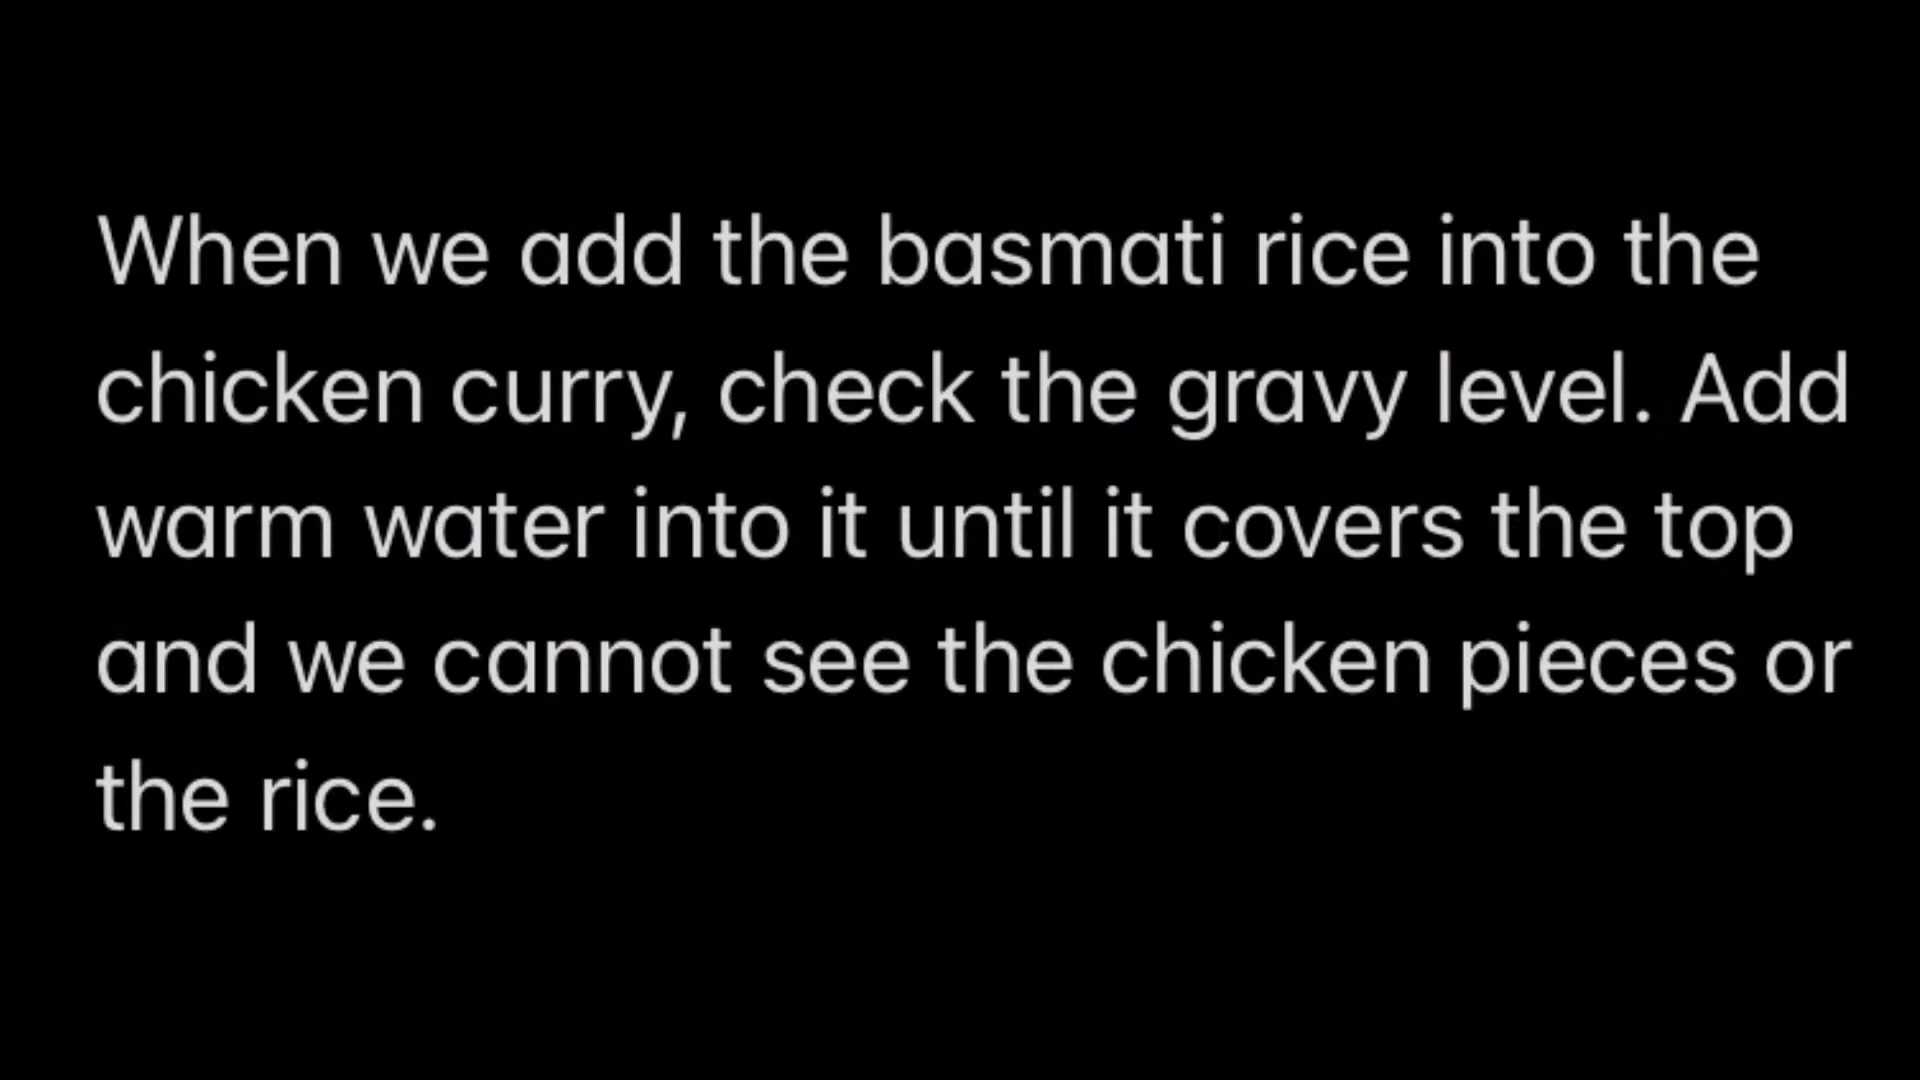 When we add the basmati rice into the
chicken curry, check the gravy level. Add
warm water into it until it covers the top
and we cannot see the chicken pieces or
the rice.